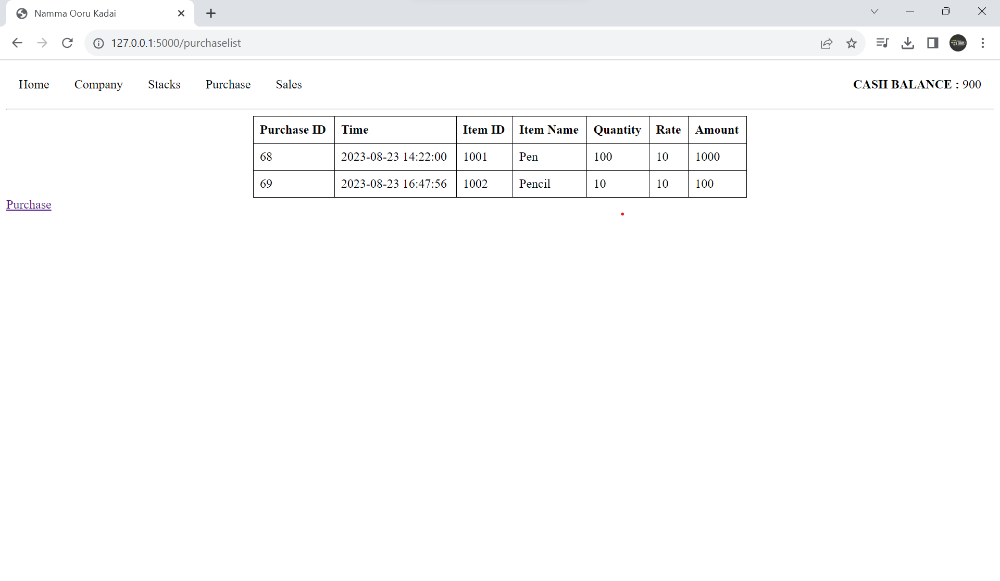 Namma Ooru Kadai
127.0.0.1:5000/purchaselist
Home Company Stacks Purchase Sales CASH BALANCE : 900
Purchase ID Time Item ID Item Name Quantity Rate Amount
68 2023-08-23 14:22:00 1001 Pen 100 10 1000
69 2023-08-23 16:47:56 1002 Pencil 10 10 100
Purchase